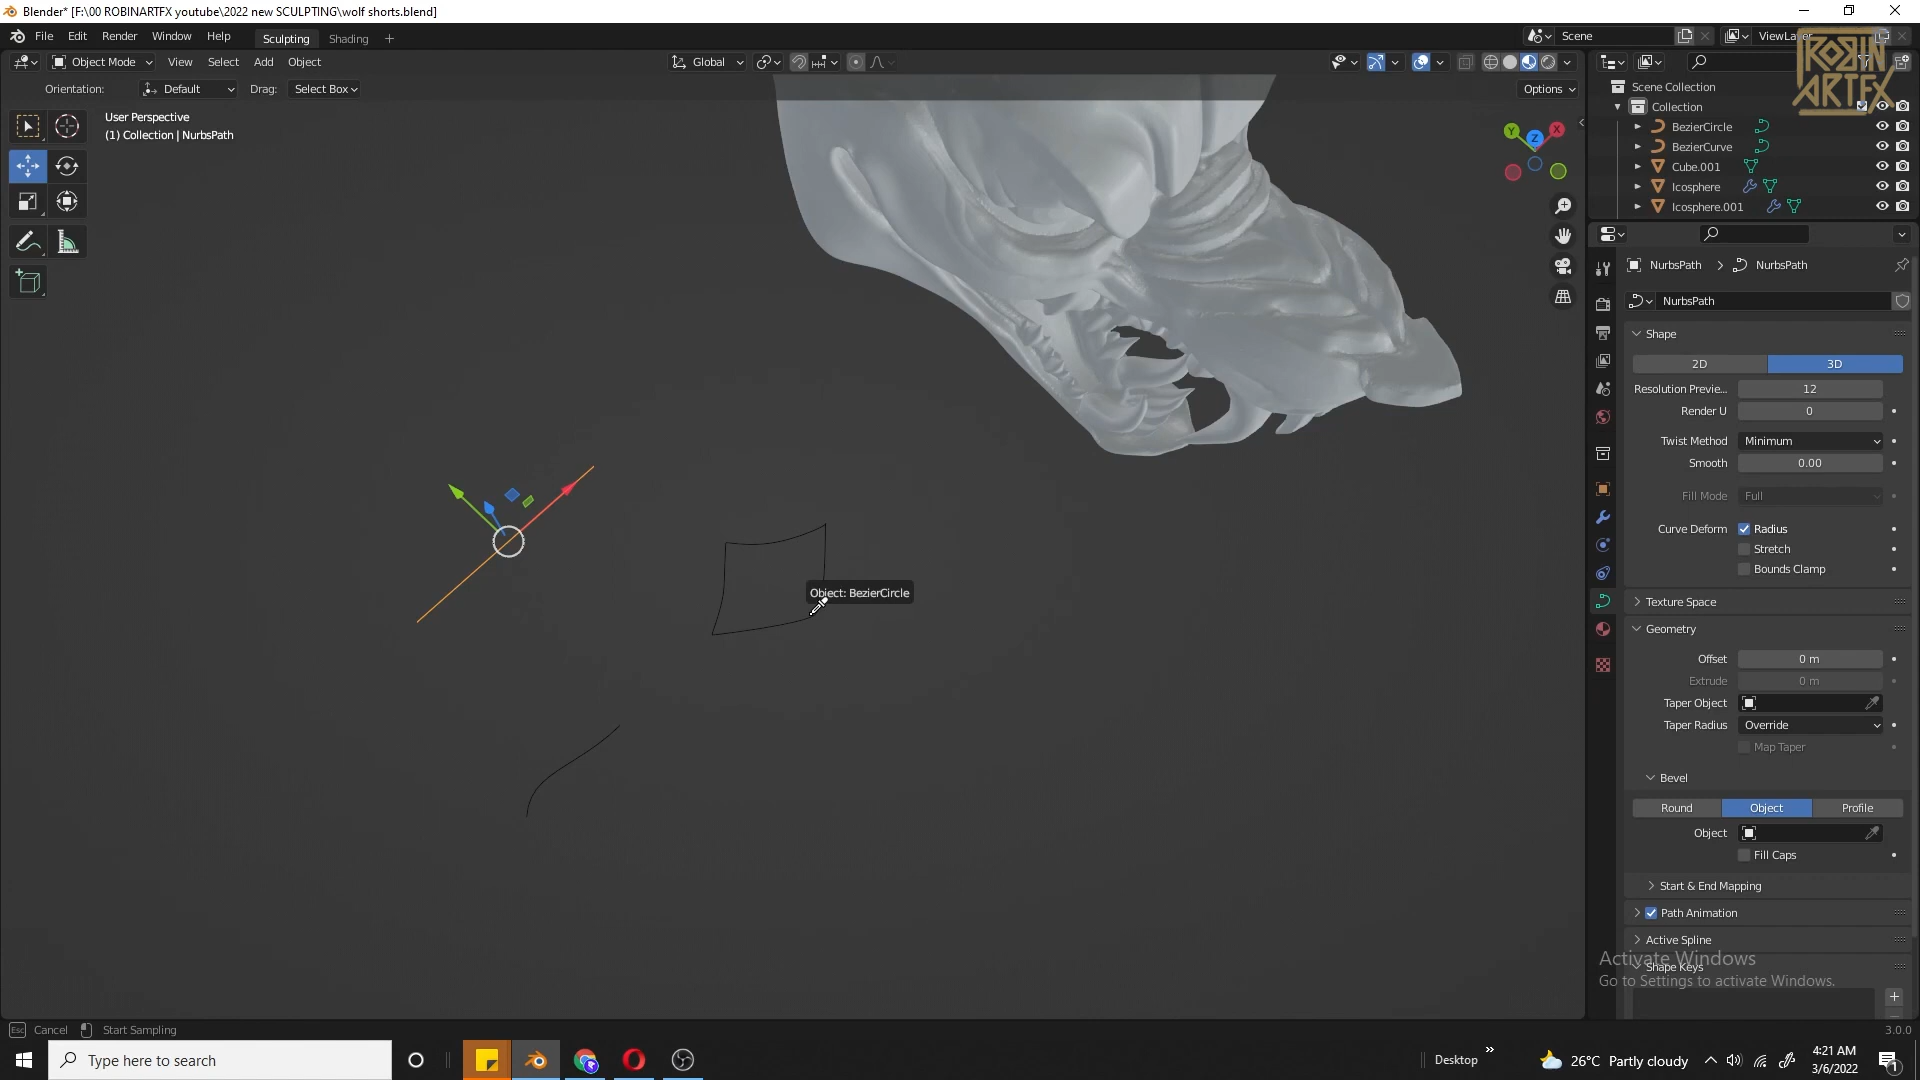 Blender* [F:\00 ROBINARTFX youtube\2022 new SCULPTING\wolf shorts.blend]
File Edit Render Window Help Sculpting Shading + Scene ViewLayer
ROBIN ARTFX
Object Mode View Select Add Object Global
Orientation: Default Drag: Select Box Options
User Perspective
(1) Collection | NurbsPath
Y X Z
Scene Collection
Collection
BezierCircle
BezierCurve
Cube.001
Icosphere
Icosphere.001
NurbsPath NurbsPath
NurbsPath
Shape
2D 3D
Resolution Previe... 12
Render U 0
Twist Method Minimum
Smooth 0.00
Fill Mode Full
Curve Deform Radius
Stretch
Bounds Clamp
Texture Space
Geometry
Offset 0 m
Extrude 0 m
Taper Object
Taper Radius Override
Map Taper
Bevel
Round Object Profile
Object
Fill Caps
Start & End Mapping
Path Animation
Active Spline
Shape Keys
Object: BezierCircle
Activate Windows
Go to Settings to activate Windows.
Esc Cancel Start Sampling 3.0.0
Type here to search Desktop 26°C Partly cloudy 4:21 AM
3/6/2022
1